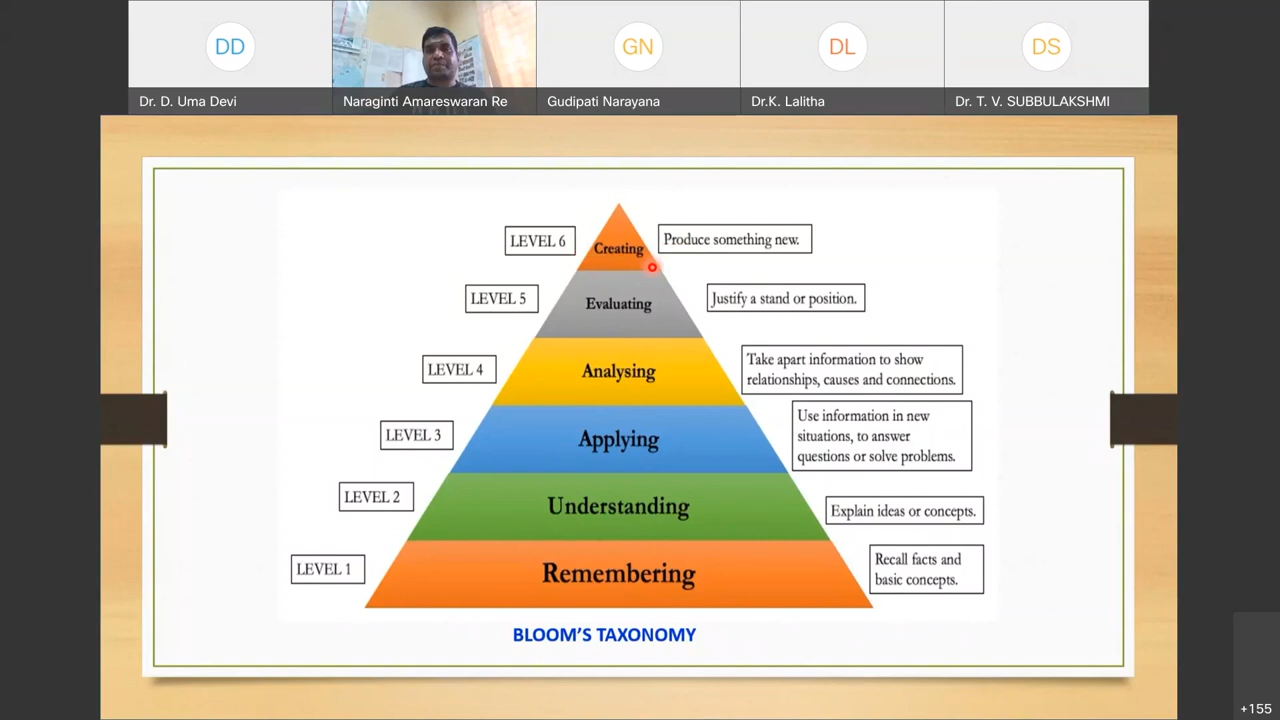 DD
GN
DL
DS
Dr. D. Uma Devi
Naraginti Amareswaran Re
Gudipati Narayana
Dr.K. Lalitha
Dr. T. V. SUBBULAKSHMI
LEVEL 6
Creating
Produce something new.
LEVEL 5
Evaluating
Justify a stand or position.
LEVEL 4
Analysing
Take apart information to show
relationships, causes and connections.
LEVEL 3
Applying
Use information in new
situations, to answer
questions or solve problems.
LEVEL 2
Understanding
Explain ideas or concepts.
LEVEL 1
Remembering
Recall facts and
basic concepts.
BLOOM'S TAXONOMY
+155